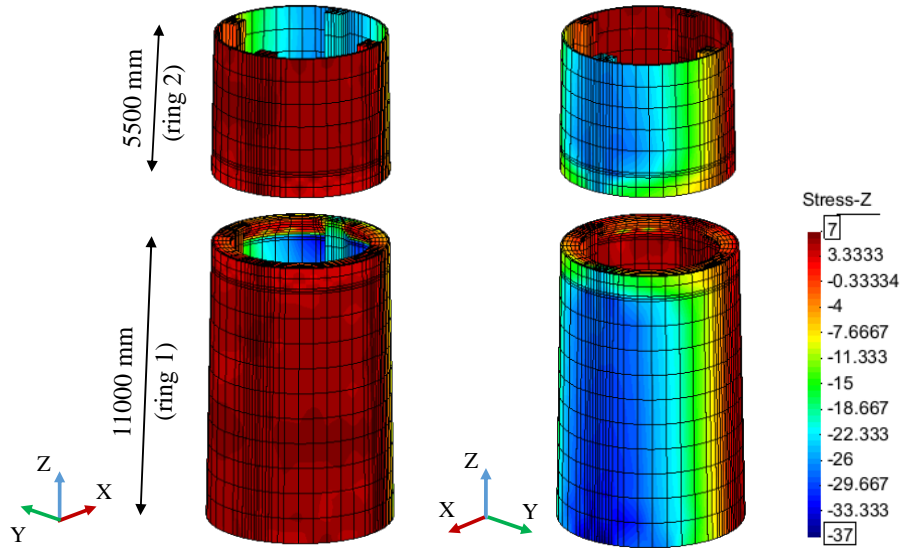 5500 mm
(ring 2)
11000 mm
(ring 1)
Z
X
Y
Z
X
Y
Stress-Z
7
3.3333
-0.33334
-4
-7.6667
-11.333
-15
-18.667
-22.333
-26
-29.667
-33.333
-37